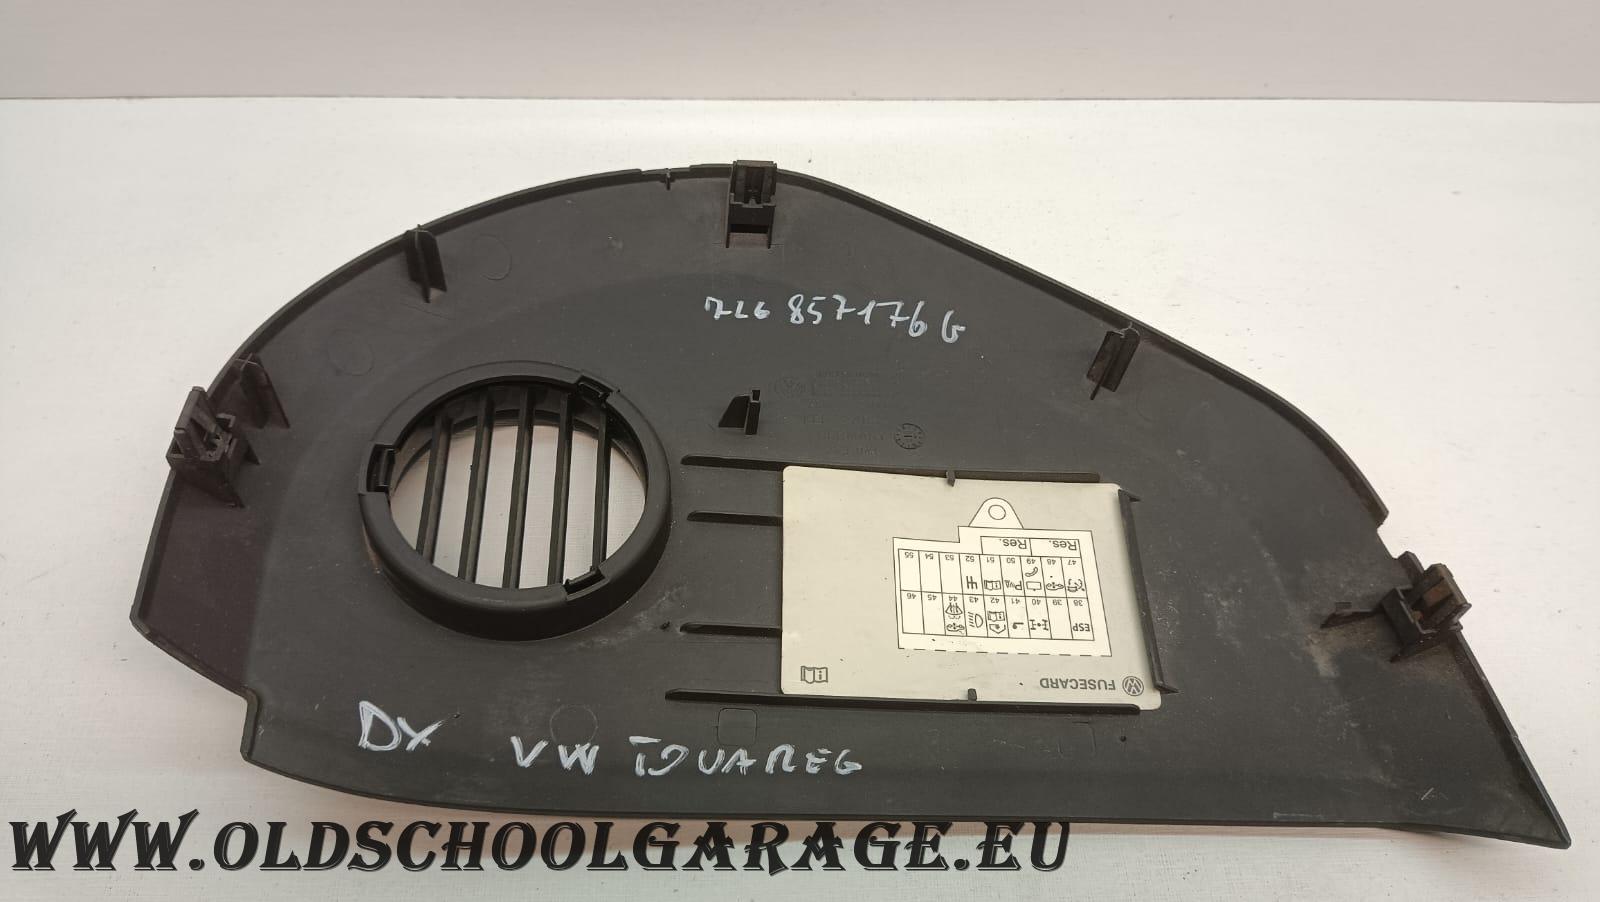 7L6 857176 G
Res. Res.
47 48 49 50 51 52 53 54 55
38 39 40 41 42 43 44 45 46
ESP
FUSECARD
DX VW TOUAREG
WWW.OLDSCHOOLGARAGE.EU